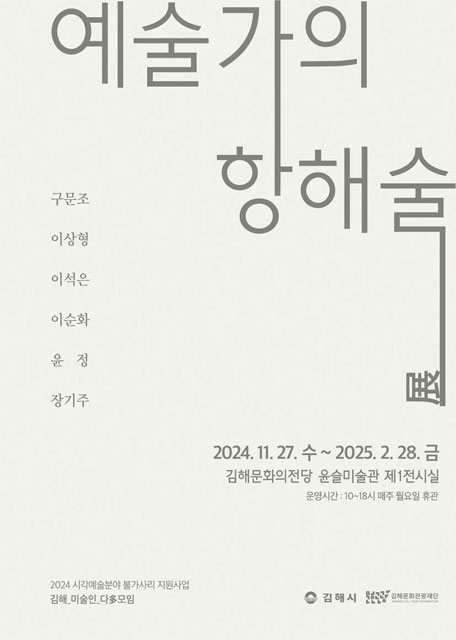 예술가의
항해술
展
구문조
이상형
이석은
이순화
윤 정
장기주
2024. 11. 27. 수 ~ 2025. 2. 28. 금
김해문화의전당 윤슬미술관 제1전시실
운영시간 : 10~18시 매주 월요일 휴관
2024 시각예술분야 불가사리 지원사업
김해_미술인_다多모임
김해시
김해문화관광재단